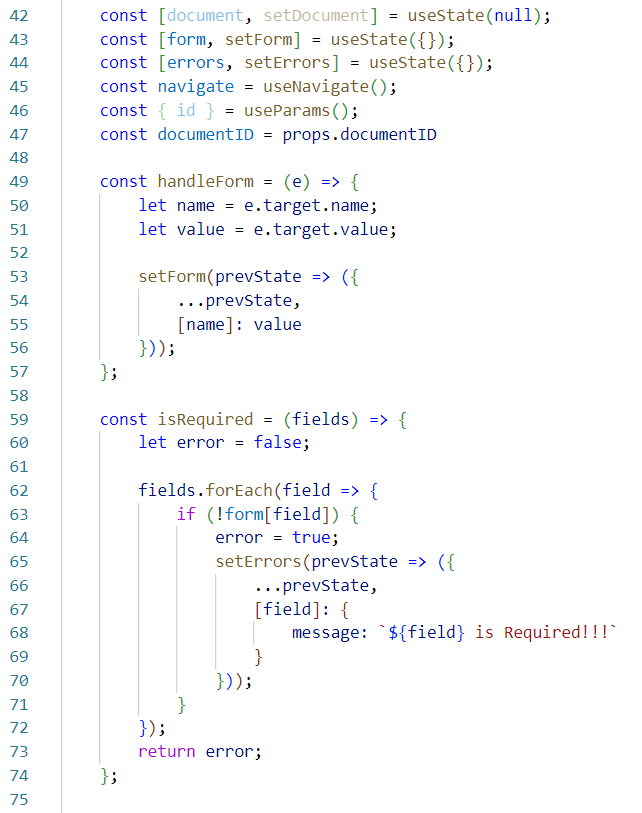 42 const [document, setDocument] = useState(null);
43 const [form, setForm] = useState({});
44 const [errors, setErrors] = useState({});
45 const navigate = useNavigate();
46 const { id } = useParams();
47 const documentID = props.documentID
48
49 const handleForm = (e) => {
50     let name = e.target.name;
51     let value = e.target.value;
52
53     setForm(prevState => ({
54         ...prevState,
55         [name]: value
56     }));
57 };
58
59 const isRequired = (fields) => {
60     let error = false;
61
62     fields.forEach(field => {
63         if (!form[field]) {
64             error = true;
65             setErrors(prevState => ({
66                 ...prevState,
67                 [field]: {
68                     message: `${field} is Required!!!`
69                 }
70             }));
71         }
72     });
73     return error;
74 };
75